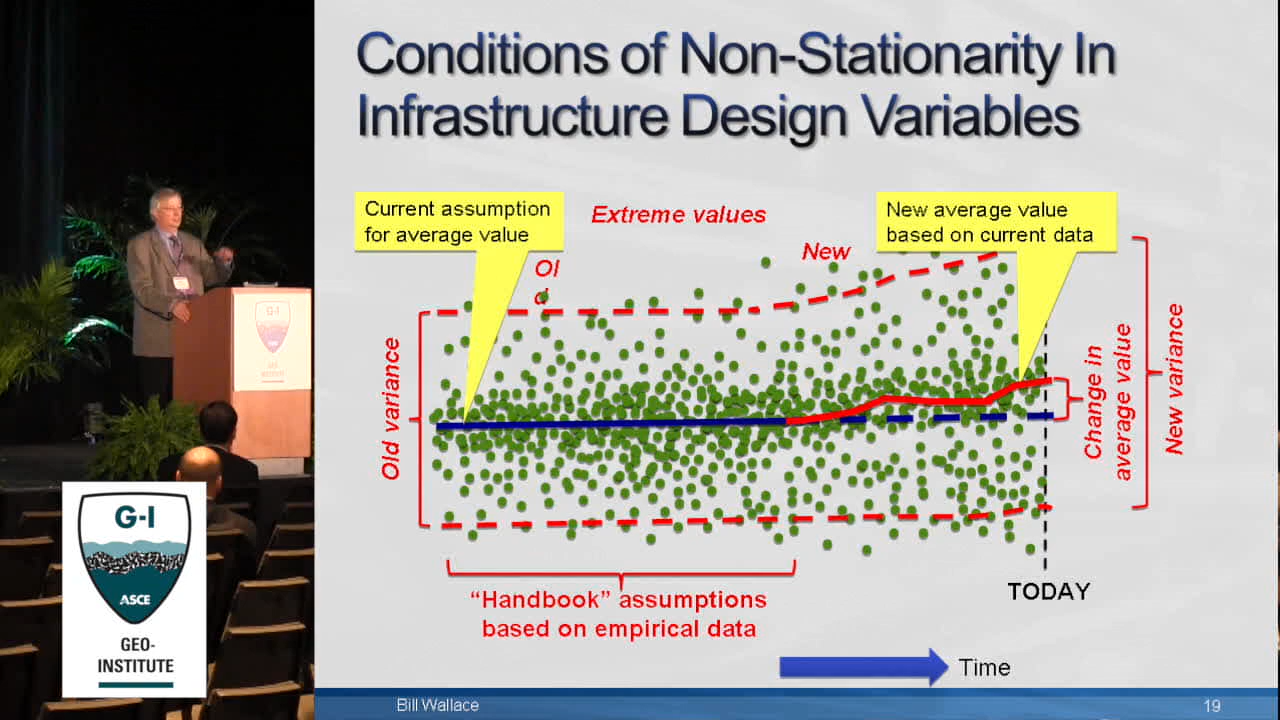 Conditions of Non-Stationarity In
Infrastructure Design Variables
Current assumption
for average value
Extreme values
New average value
based on current data
New
Ol
d
Old variance
Change in
average value
New variance
"Handbook" assumptions
based on empirical data
TODAY
Time
Bill Wallace
19
G-I
G-I
ASCE
GEO-
INSTITUTE